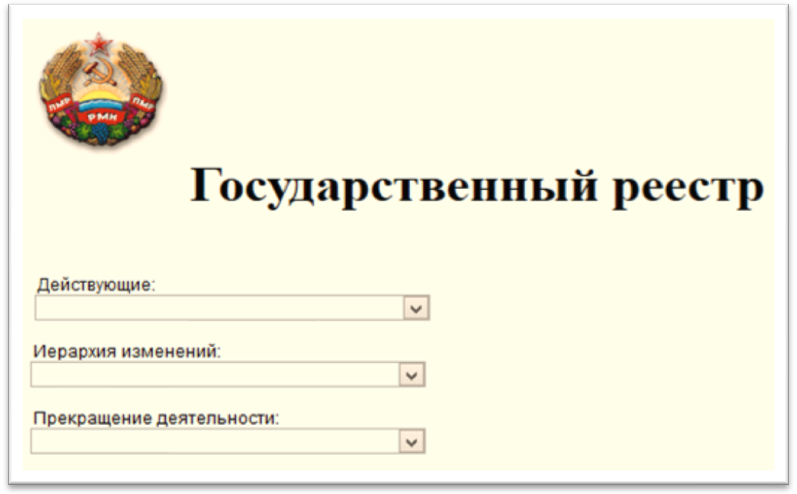 ПМР ПМР
РМН
Государственный реестр
Действующие:
Иерархия изменений:
Прекращение деятельности: